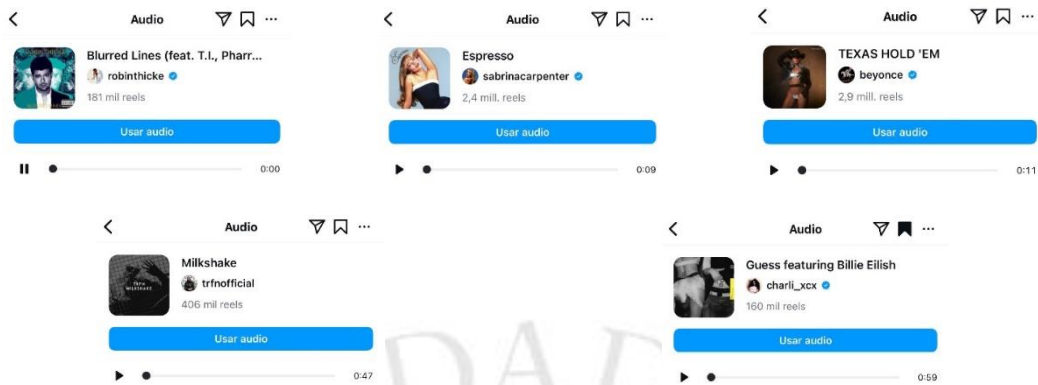 Audio
Blurred Lines (feat. T.I., Pharr...
robinthicke
181 mil reels
Usar audio
0:00
Audio
Espresso
sabrinacarpenter
2,4 mill. reels
Usar audio
0:09
Audio
TEXAS HOLD 'EM
beyonce
2,9 mill. reels
Usar audio
0:11
Audio
Milkshake
trfnofficial
406 mil reels
Usar audio
0:47
Audio
Guess featuring Billie Eilish
charli_xcx
160 mil reels
Usar audio
0:59
DAD